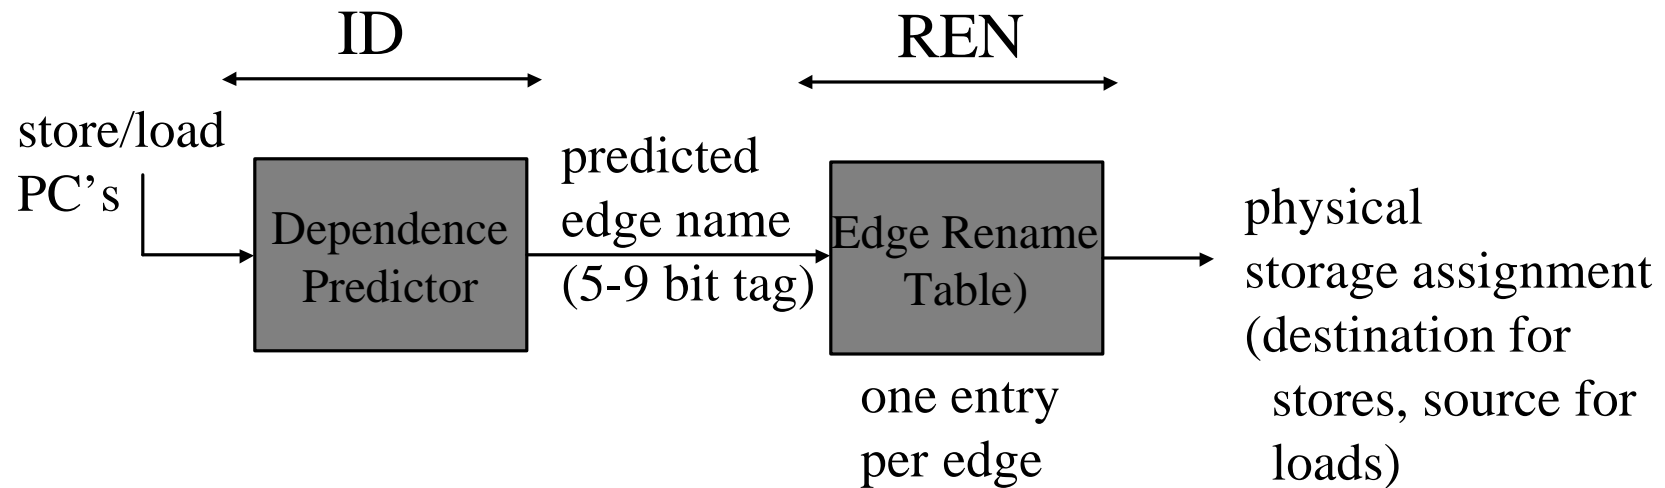 ID
REN
store/load
PC’s
Dependence
Predictor
predicted
edge name
(5-9 bit tag)
Edge Rename
Table)
one entry
per edge
physical
storage assignment
(destination for
stores, source for
loads)